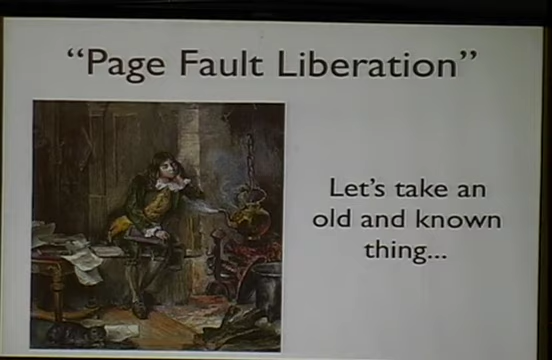 “Page Fault Liberation”
Let's take an
old and known
thing...